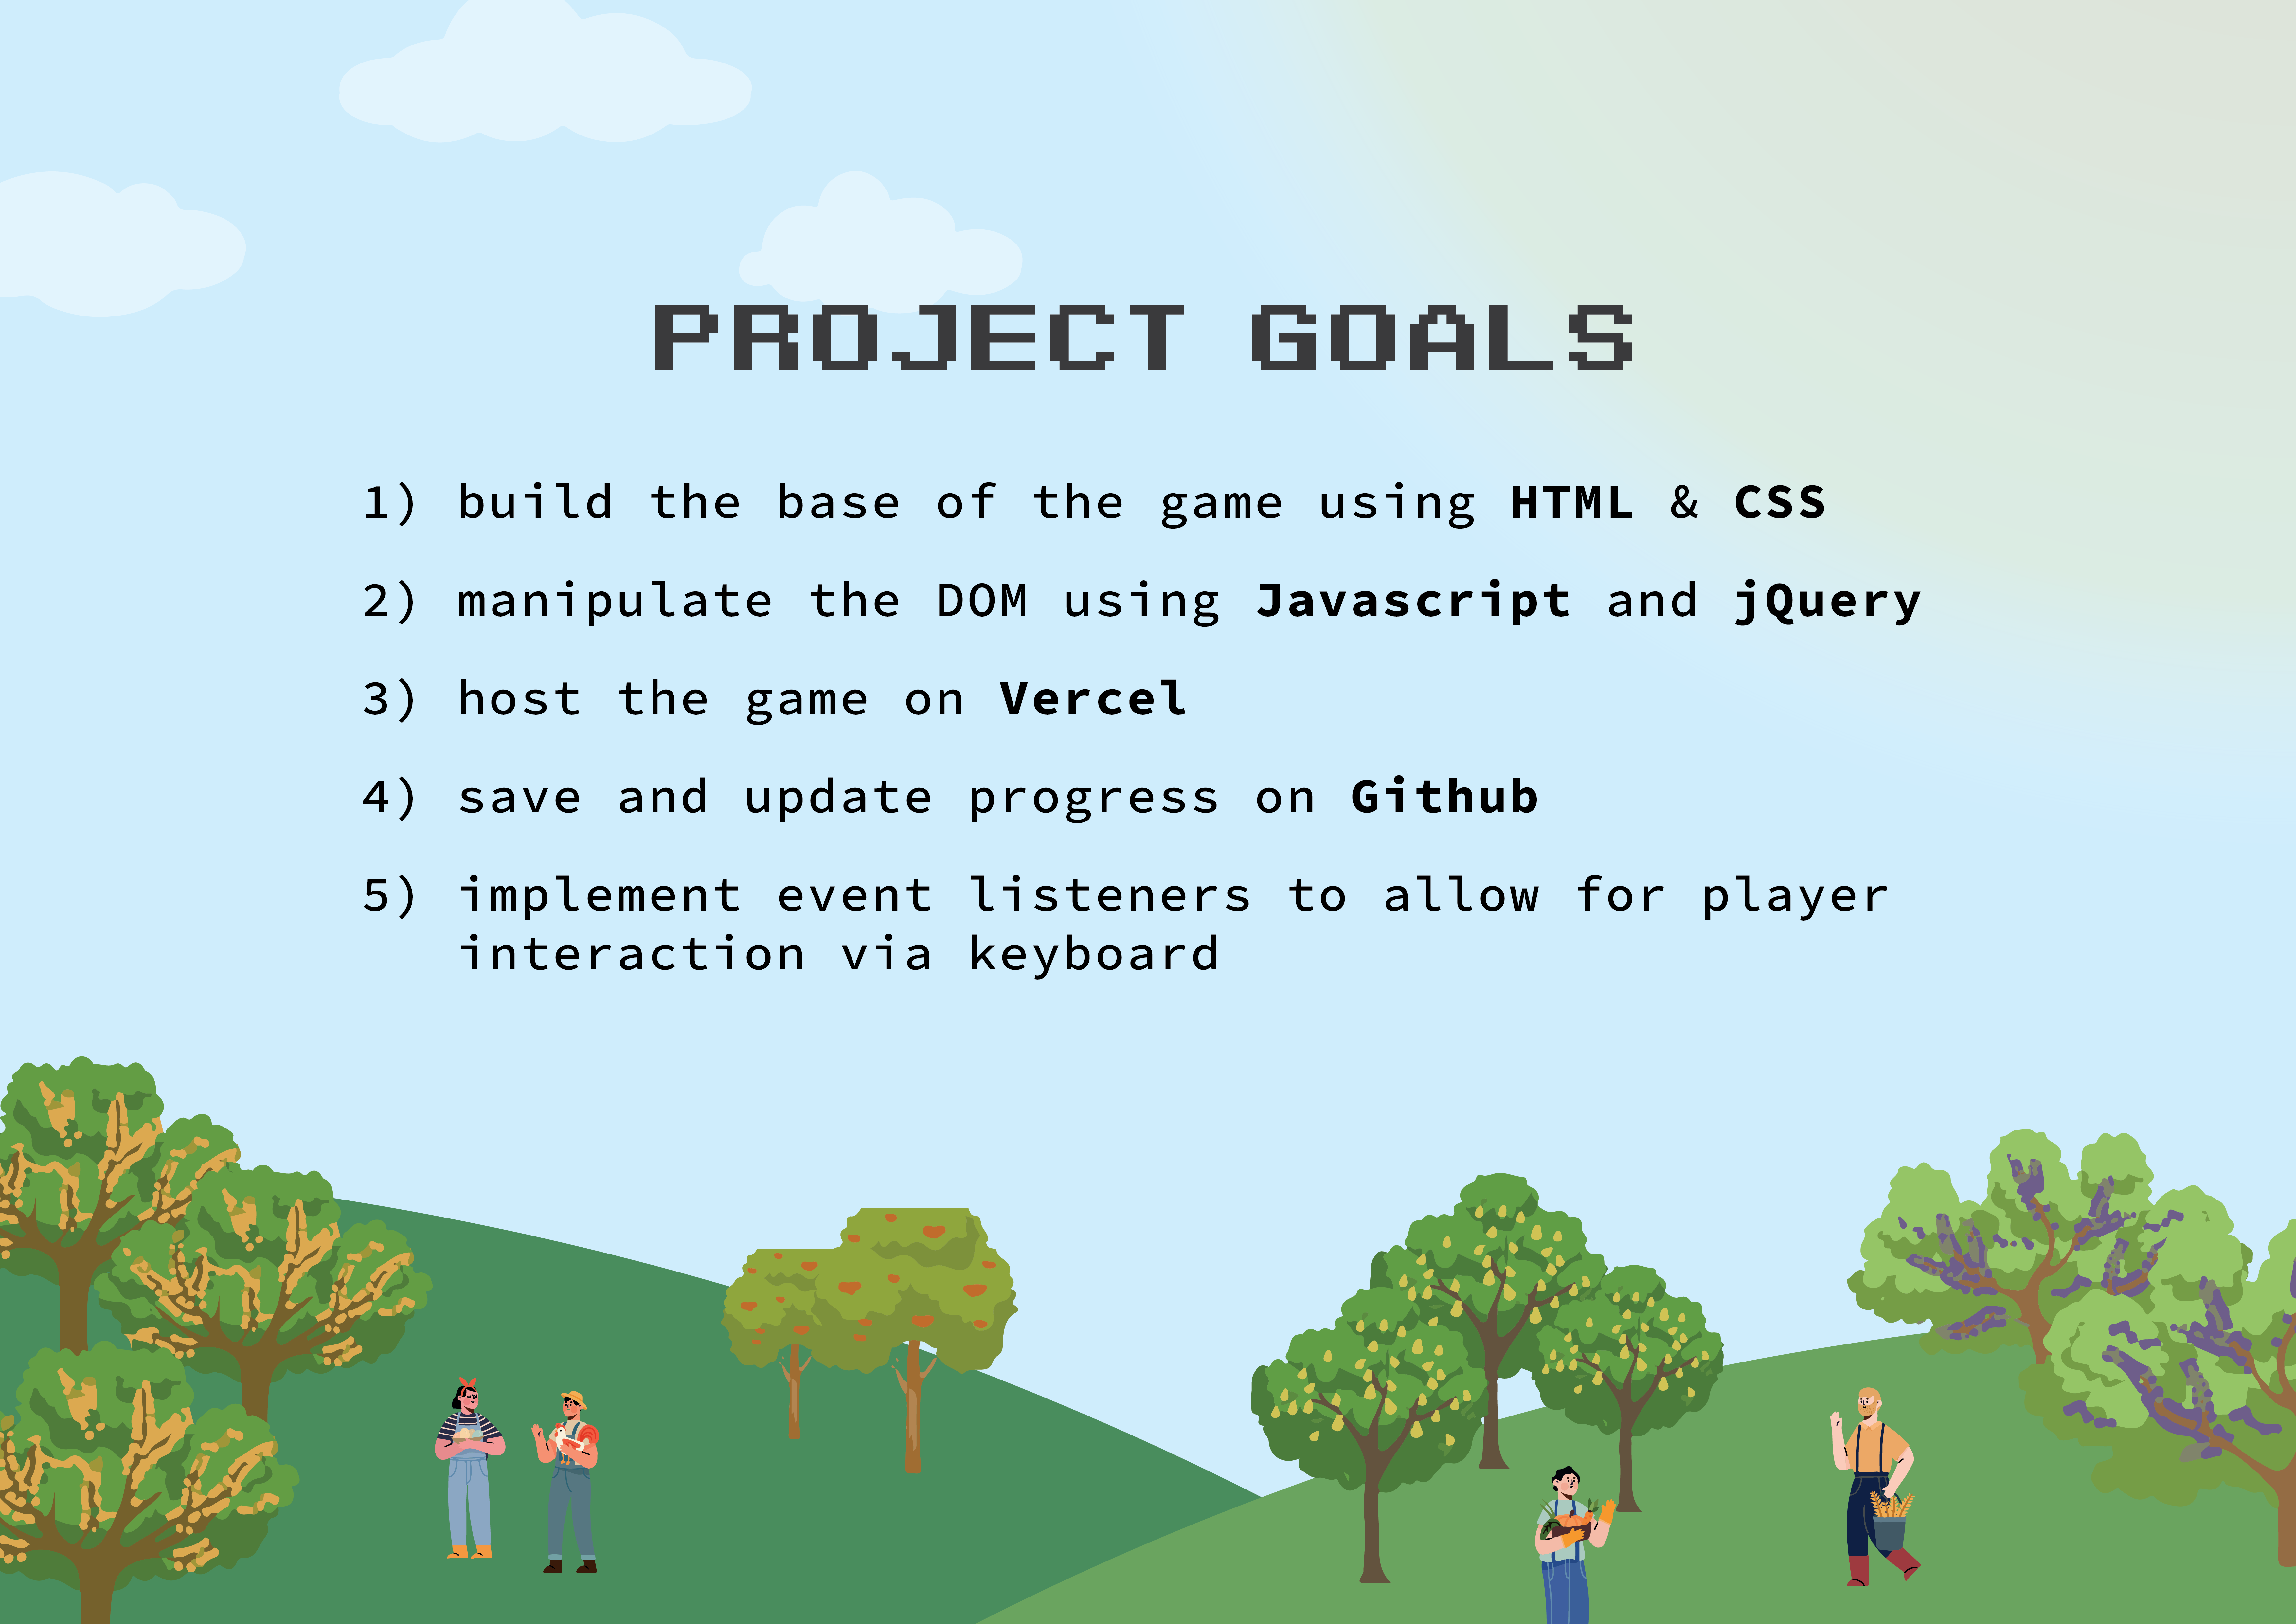 PROJECT GOALS
1) build the base of the game using HTML & CSS
2) manipulate the DOM using Javascript and jQuery
3) host the game on Vercel
4) save and update progress on Github
5) implement event listeners to allow for player
interaction via keyboard